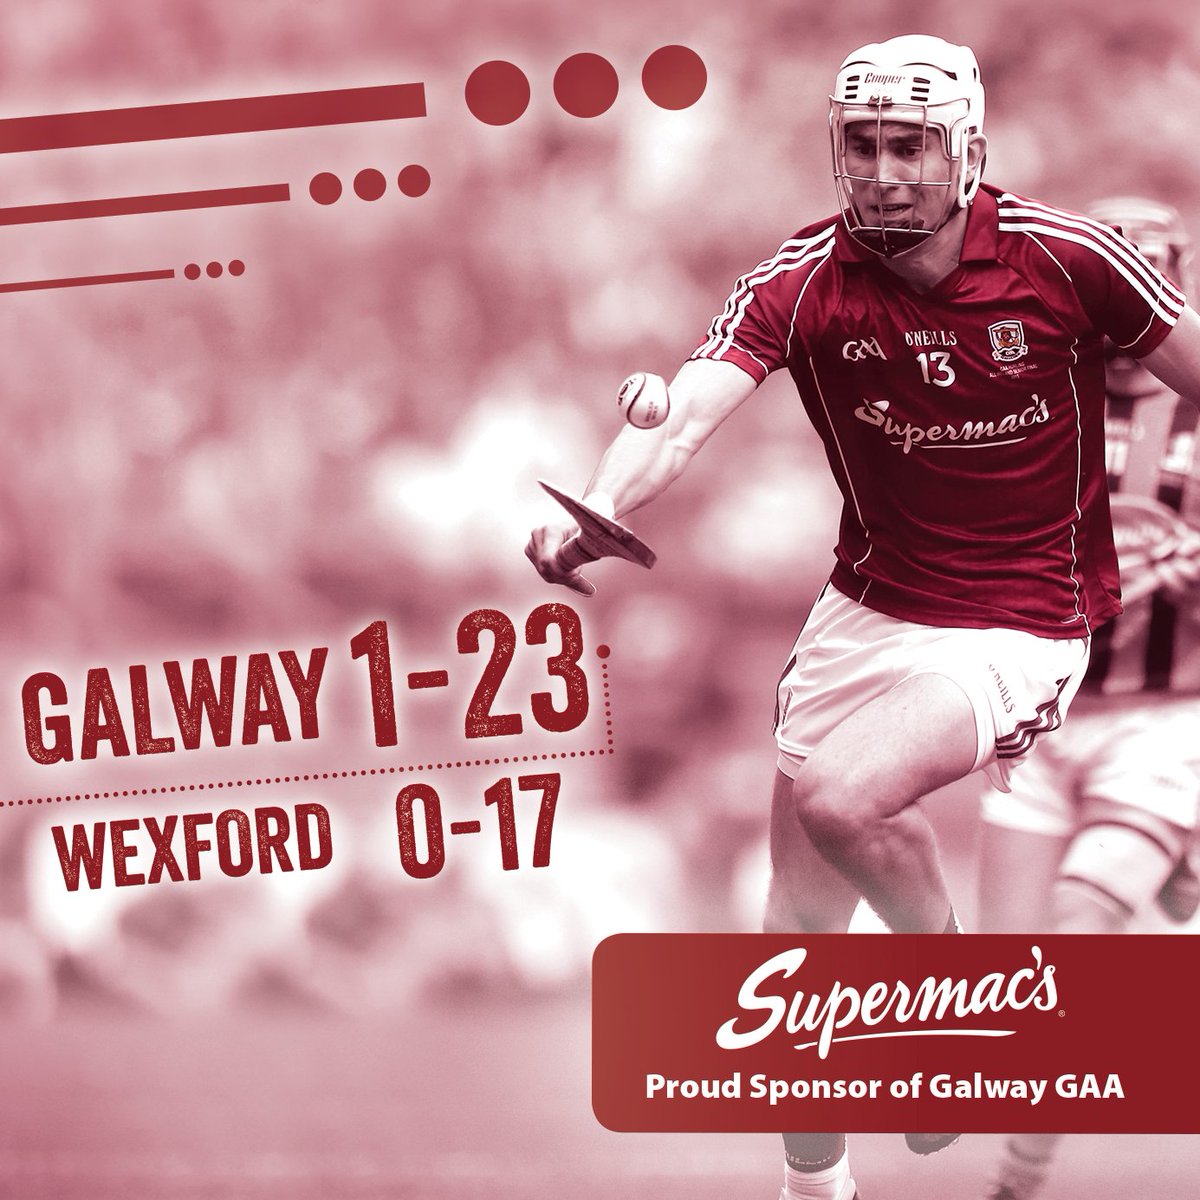 Cooper
GAA
O'NEILLS
13
Supermac's
GALWAY 1-23
O'NEILLS
WEXFORD 0-17
Supermac's®
Proud Sponsor of Galway GAA